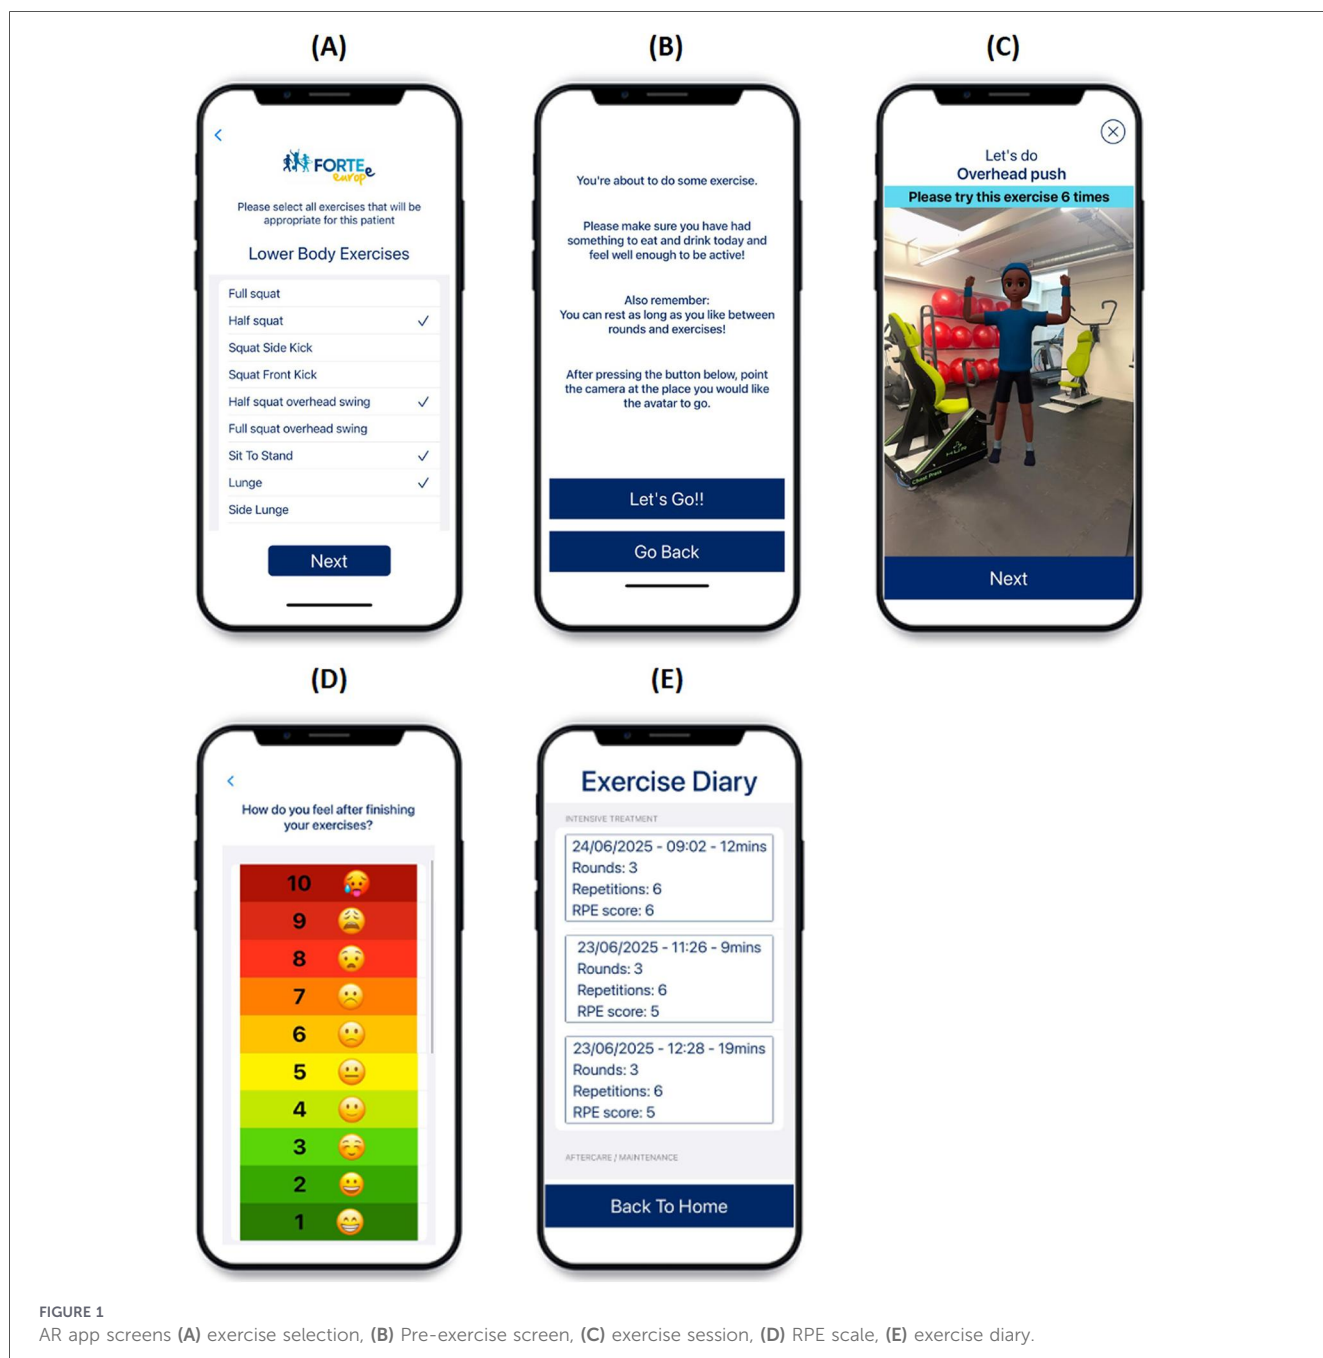 (A)
(B)
(C)
FORTEe
europe
Please select all exercises that will be
appropriate for this patient
Lower Body Exercises
Full squat
Half squat
Squat Side Kick
Squat Front Kick
Half squat overhead swing
Full squat overhead swing
Sit To Stand
Lunge
Side Lunge
Next
You're about to do some exercise.
Please make sure you have had
something to eat and drink today and
feel well enough to be active!
Also remember:
You can rest as long as you like between
rounds and exercises!
After pressing the button below, point
the camera at the place you would like
the avatar to go.
Let's Go!!
Go Back
Let's do
Overhead push
Please try this exercise 6 times
HUR
Chest Press
Next
(D)
(E)
How do you feel after finishing
your exercises?
10
9
8
7
6
5
4
3
2
1
Exercise Diary
INTENSIVE TREATMENT
24/06/2025 - 09:02 - 12mins
Rounds: 3
Repetitions: 6
RPE score: 6
23/06/2025 - 11:26 - 9mins
Rounds: 3
Repetitions: 6
RPE score: 5
23/06/2025 - 12:28 - 19mins
Rounds: 3
Repetitions: 6
RPE score: 5
AFTERCARE / MAINTENANCE
Back To Home
FIGURE 1
AR app screens (A) exercise selection, (B) Pre-exercise screen, (C) exercise session, (D) RPE scale, (E) exercise diary.